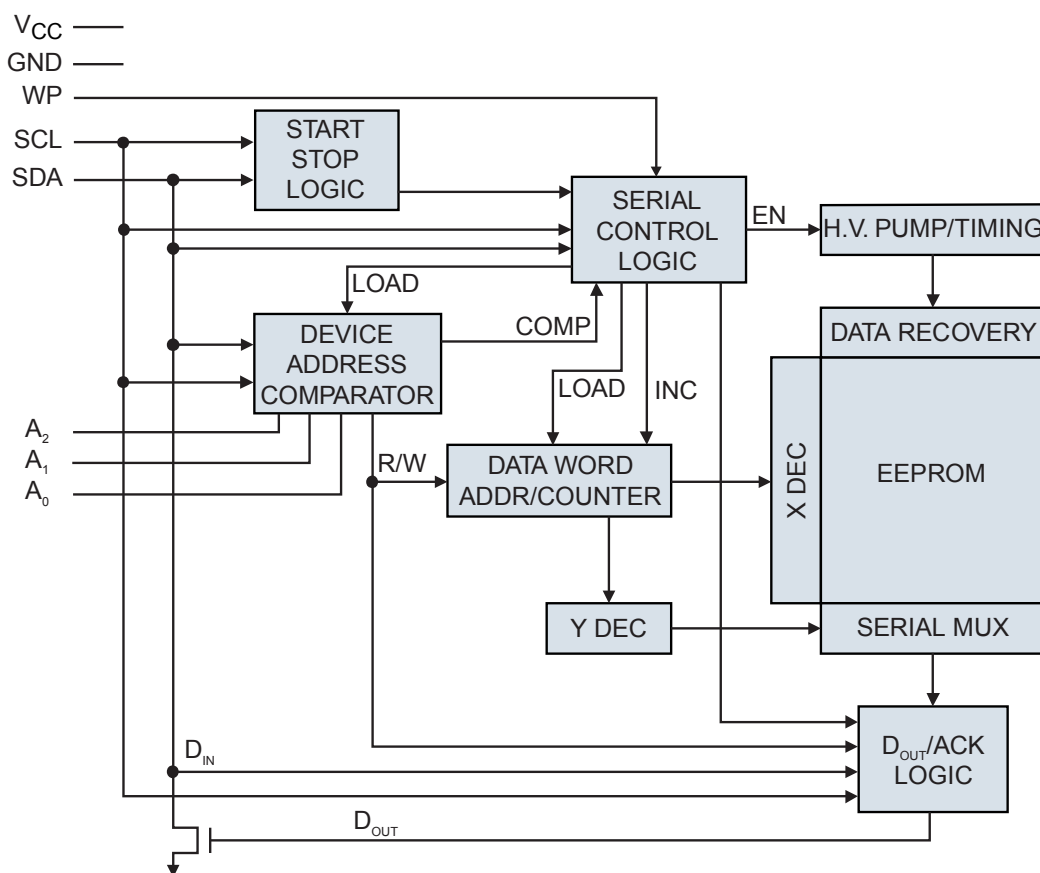 VCC
GND
WP
SCL
SDA
START
STOP
LOGIC
SERIAL
CONTROL
LOGIC
EN
H.V. PUMP/TIMING
LOAD
COMP
DEVICE
ADDRESS
COMPARATOR
LOAD
INC
DATA RECOVERY
A2
A1
A0
R/W
DATA WORD
ADDR/COUNTER
X DEC
EEPROM
Y DEC
SERIAL MUX
DIN
DOUT/ACK
LOGIC
DOUT